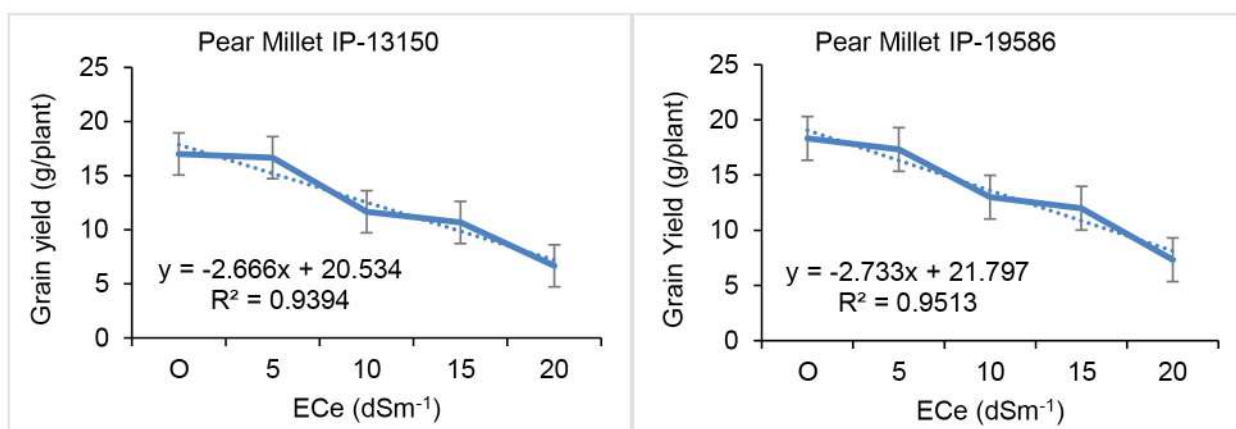 Pear Millet IP-13150
25
20
15
10
5
0
Grain yield (g/plant)
y = -2.666x + 20.534
R² = 0.9394
O 5 10 15 20
ECe (dSm⁻¹)
Pear Millet IP-19586
25
20
15
10
5
0
Grain Yield (g/plant)
y = -2.733x + 21.797
R² = 0.9513
O 5 10 15 20
ECe (dSm⁻¹)